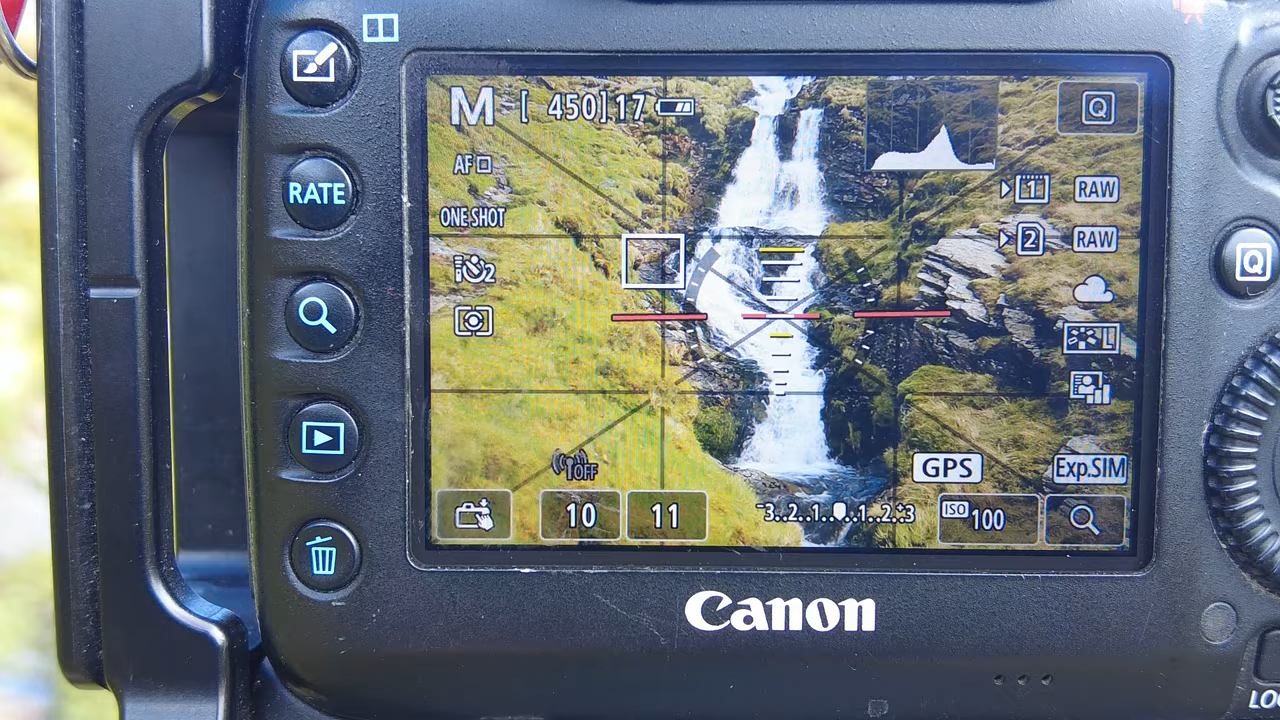 M [ 450]17
Q
AF
RATE
1 RAW
ONE SHOT
2 RAW
2
Q
L
OFF
GPS
Exp.SIM
10
11
-3..2..1..0..1..2..+3
ISO 100
Canon
LO